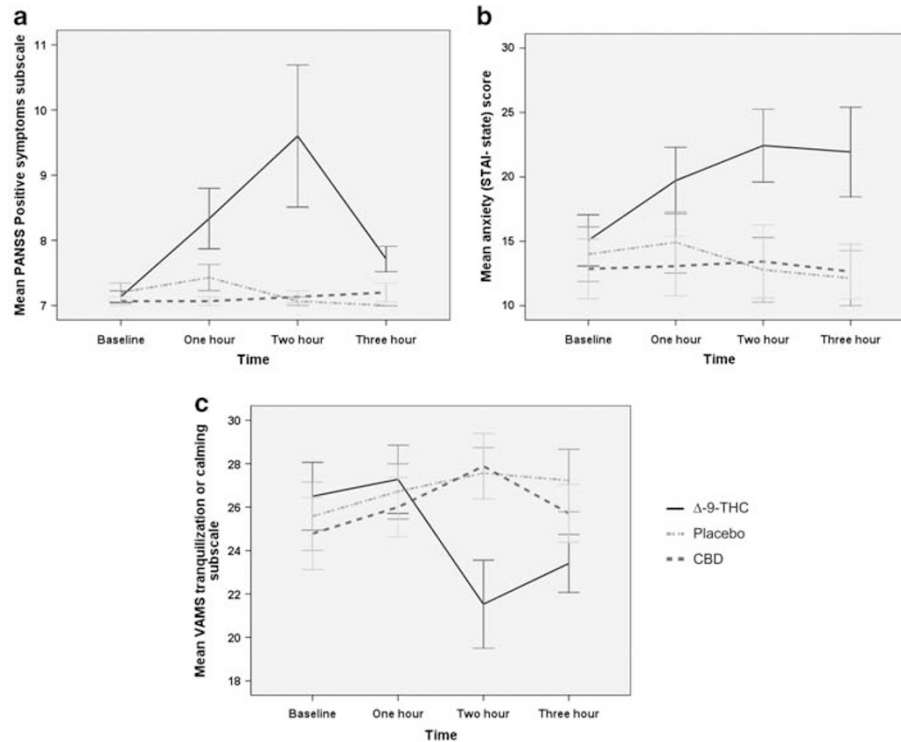 a
Mean PANSS Positive symptoms subscale
11
10
9
8
7
Baseline One hour Two hour Three hour
Time
b
Mean anxiety (STAI- state) score
30
25
20
15
10
Baseline One hour Two hour Three hour
Time
c
Mean VAMS tranquilization or calming
subscale
30
28
26
24
22
20
18
Baseline One hour Two hour Three hour
Time
Δ-9-THC
Placebo
CBD